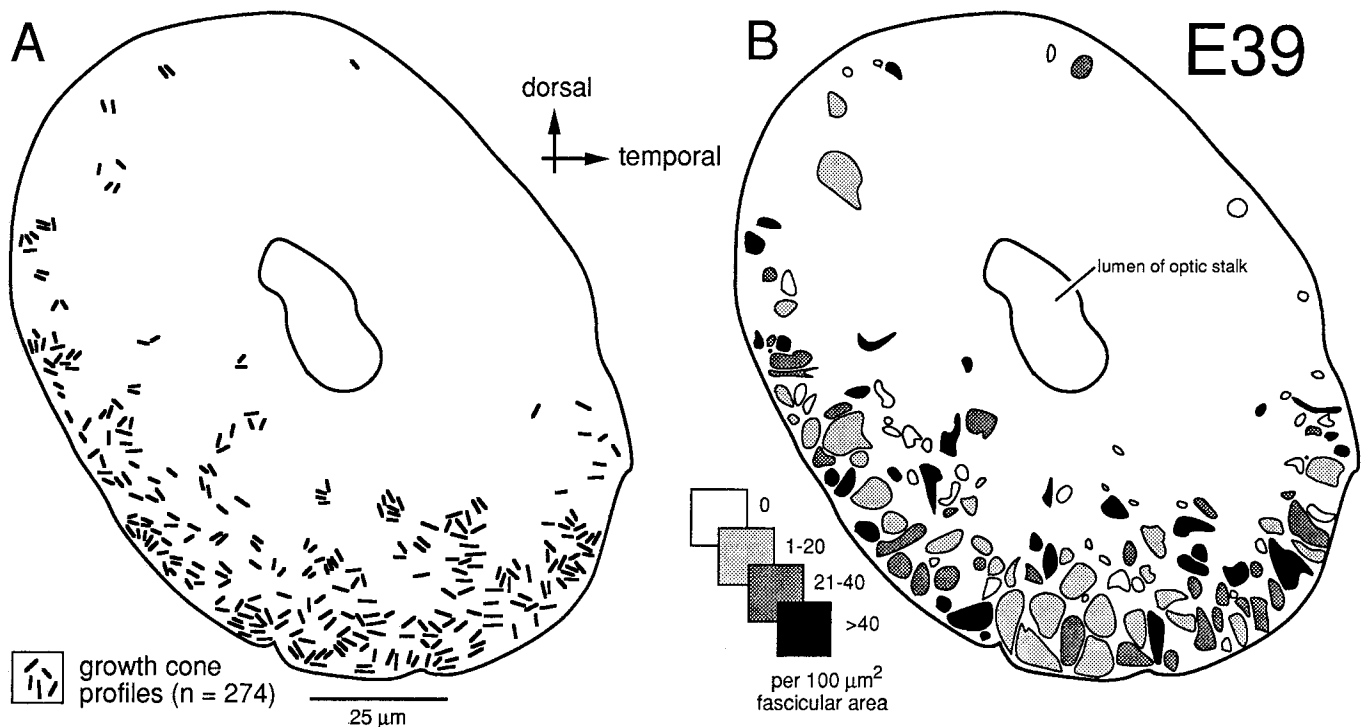 A
B
E39
dorsal
temporal
lumen of optic stalk
0
1-20
21-40
>40
per 100 µm²
fascicular area
growth cone
profiles (n = 274)
25 µm